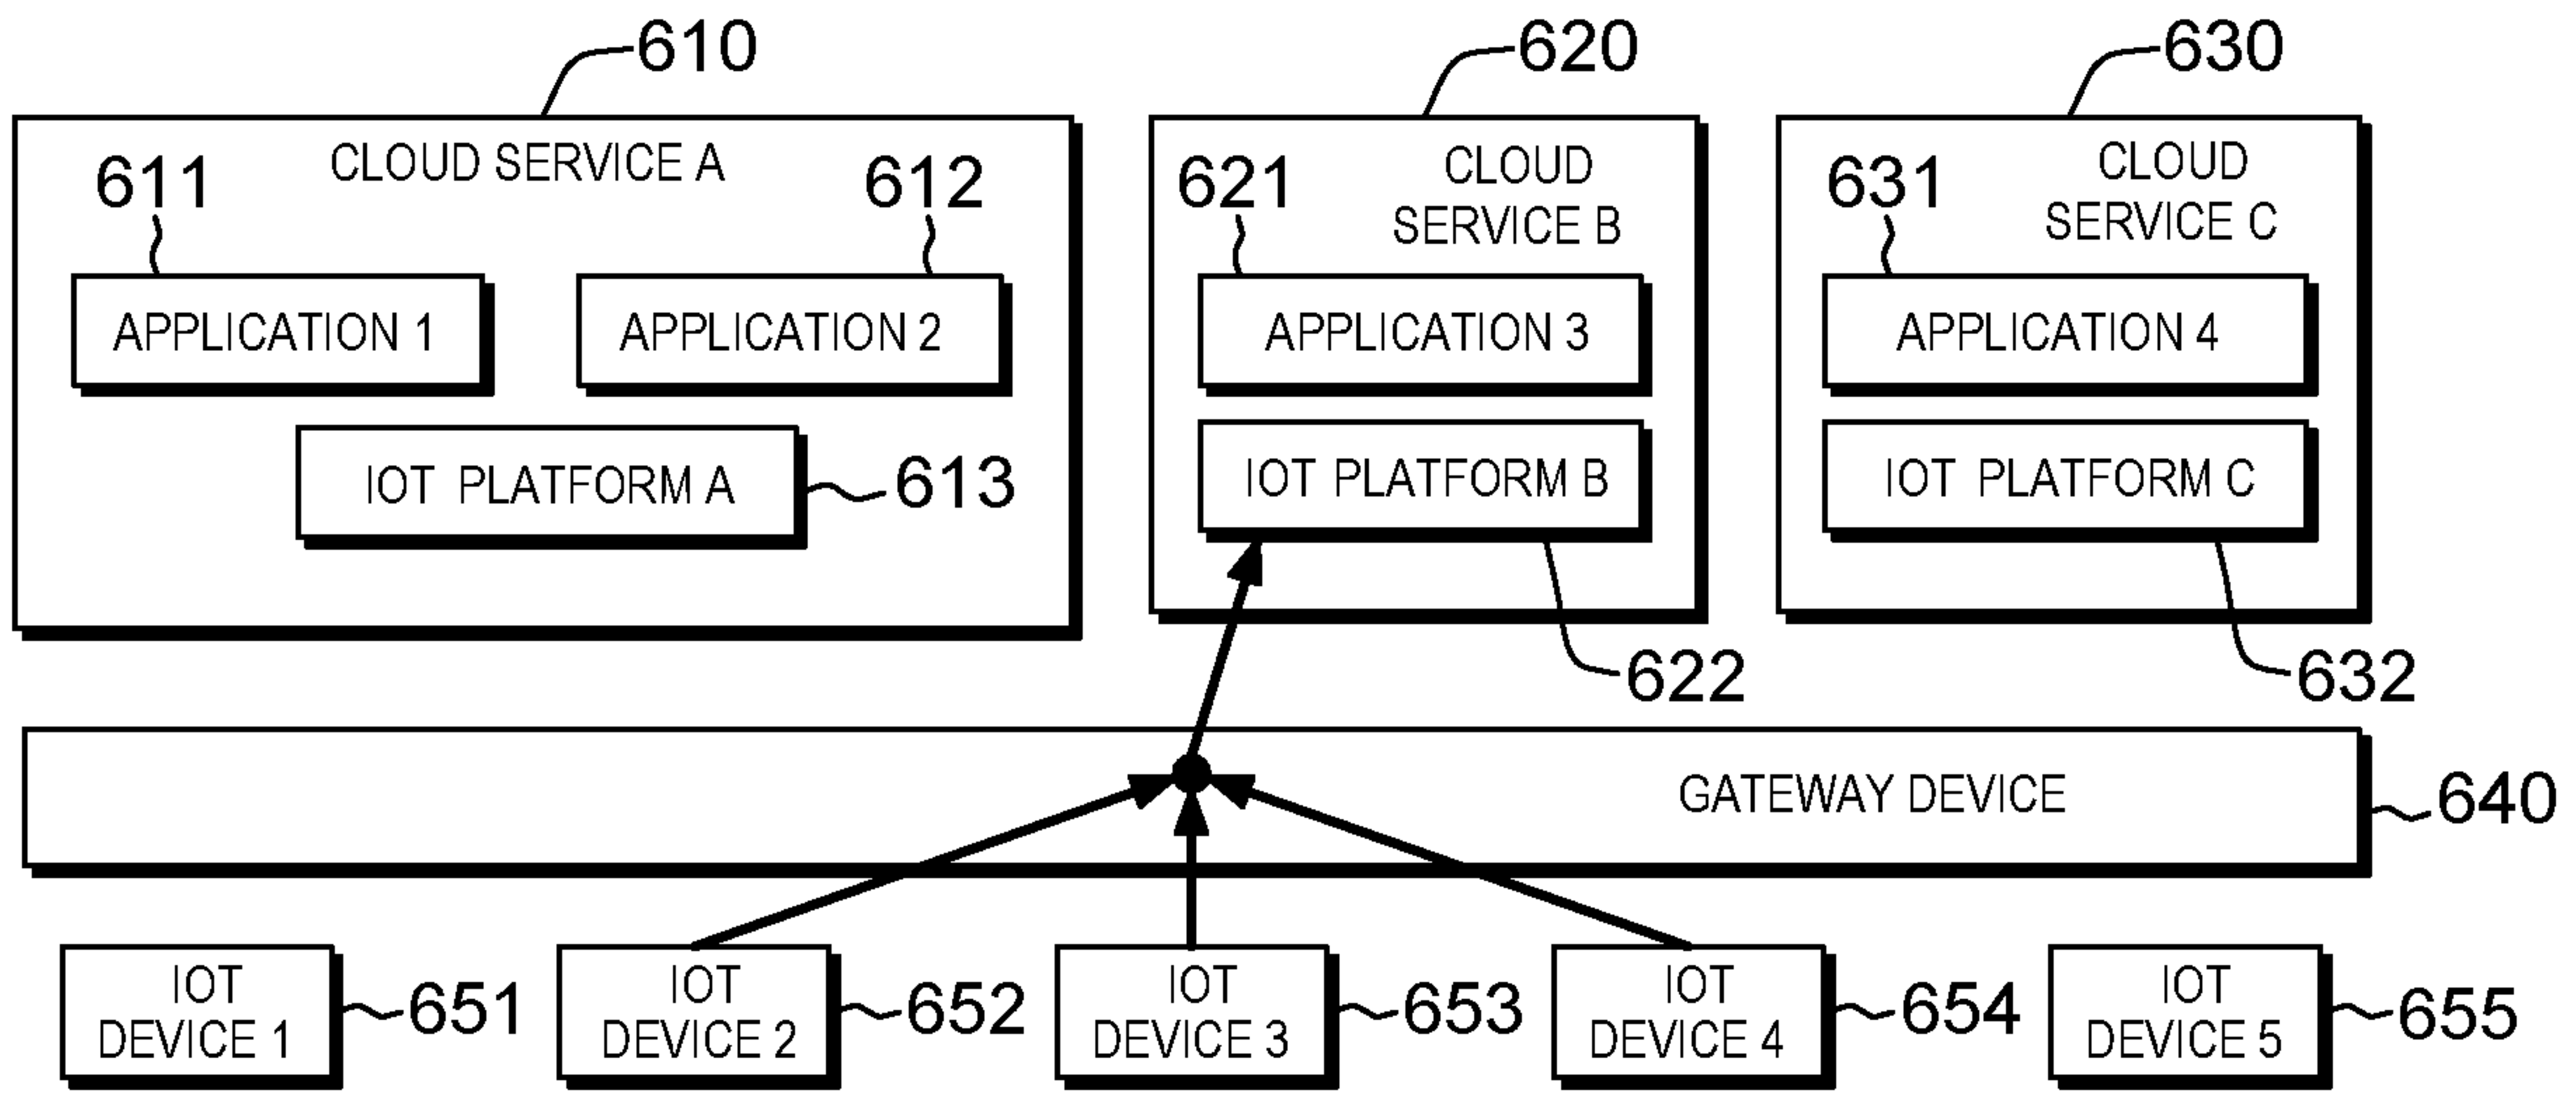 610
620
630
CLOUD SERVICE A
611
612
CLOUD
SERVICE B
621
CLOUD
SERVICE C
631
APPLICATION 1
APPLICATION 2
APPLICATION 3
APPLICATION 4
IOT PLATFORM A
613
IOT PLATFORM B
IOT PLATFORM C
622
632
GATEWAY DEVICE
640
IOT
DEVICE 1
651
IOT
DEVICE 2
652
IOT
DEVICE 3
653
IOT
DEVICE 4
654
IOT
DEVICE 5
655